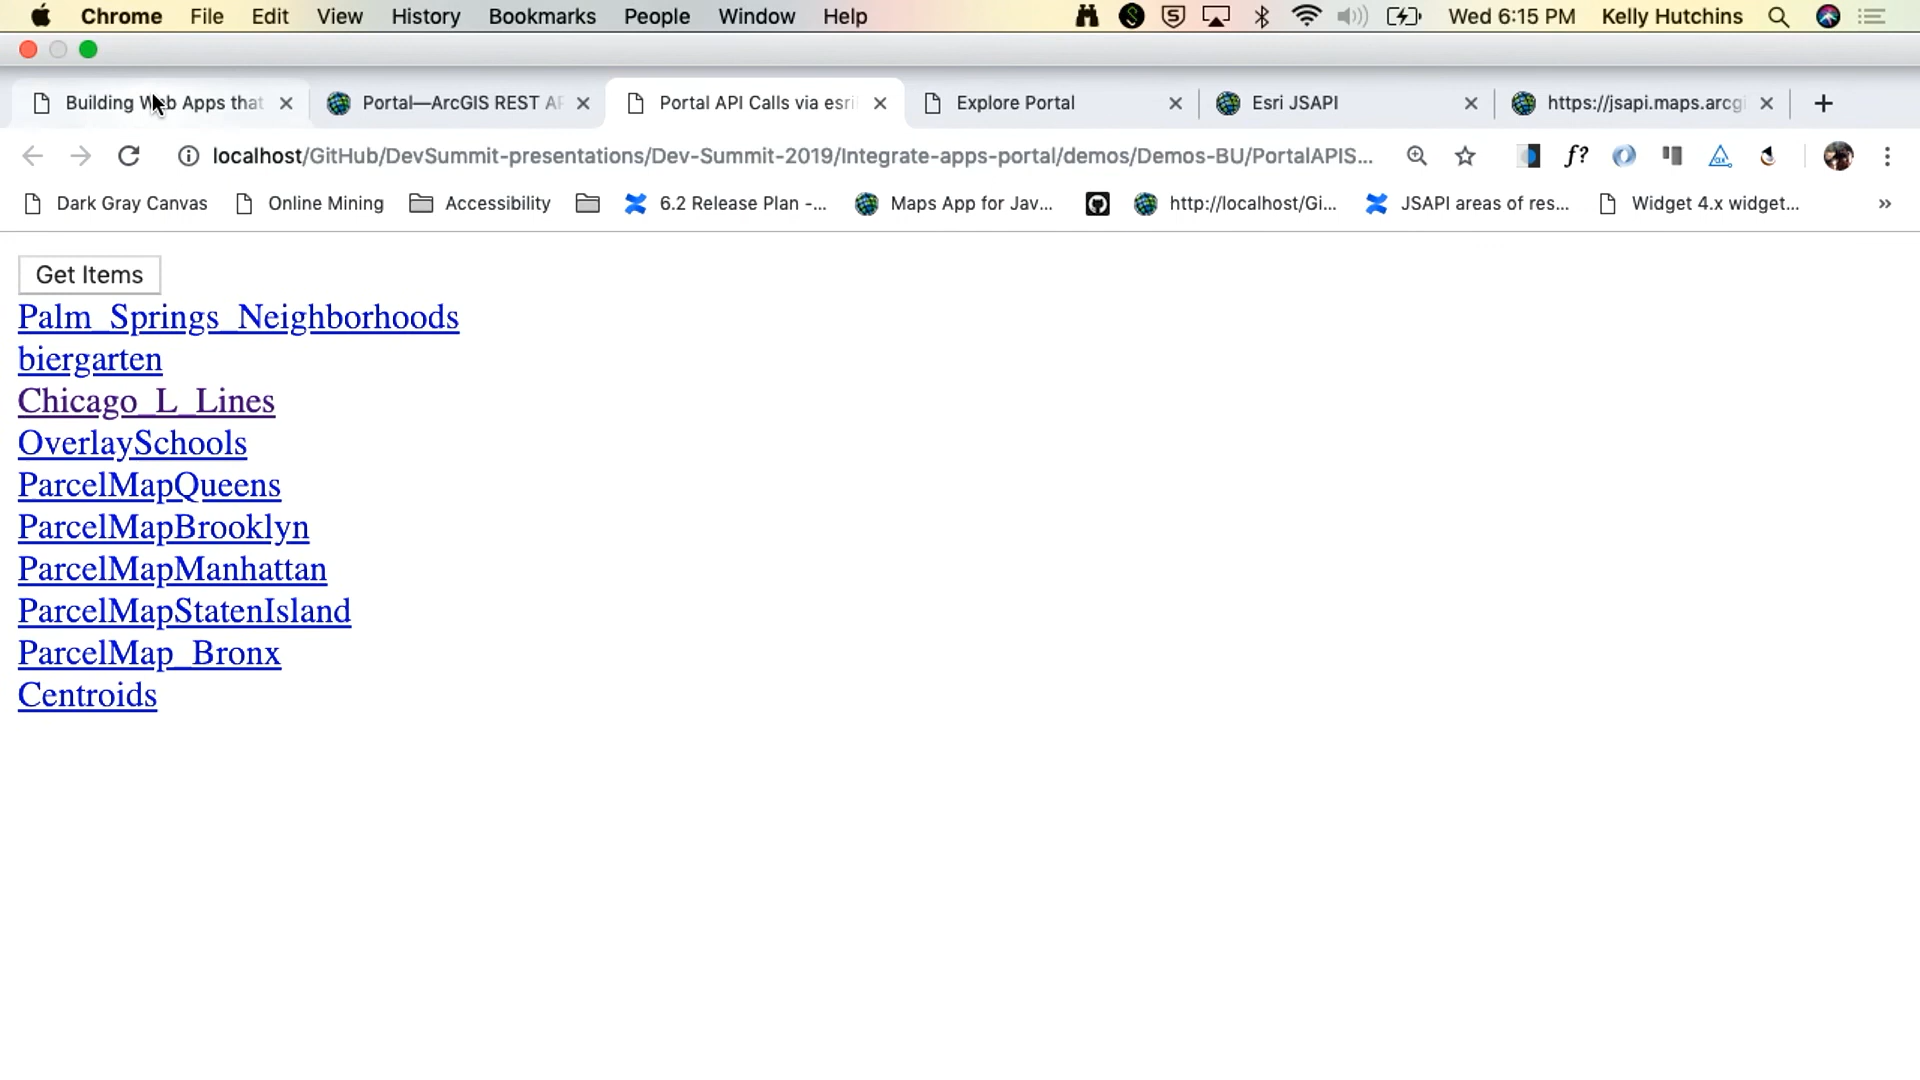 Chrome File Edit View History Bookmarks People Window Help Wed 6:15 PM Kelly Hutchins
Building Web Apps that Portal—ArcGIS REST AP Portal API Calls via esri Explore Portal Esri JSAPI https://jsapi.maps.arcgi
localhost/GitHub/DevSummit-presentations/Dev-Summit-2019/Integrate-apps-portal/demos/Demos-BU/PortalAPIS... f?
Dark Gray Canvas Online Mining Accessibility 6.2 Release Plan -... Maps App for Jav... http://localhost/Gi... JSAPI areas of res... Widget 4.x widget... »
Get Items
Palm_Springs_Neighborhoods
biergarten
Chicago_L_Lines
OverlaySchools
ParcelMapQueens
ParcelMapBrooklyn
ParcelMapManhattan
ParcelMapStatenIsland
ParcelMap_Bronx
Centroids